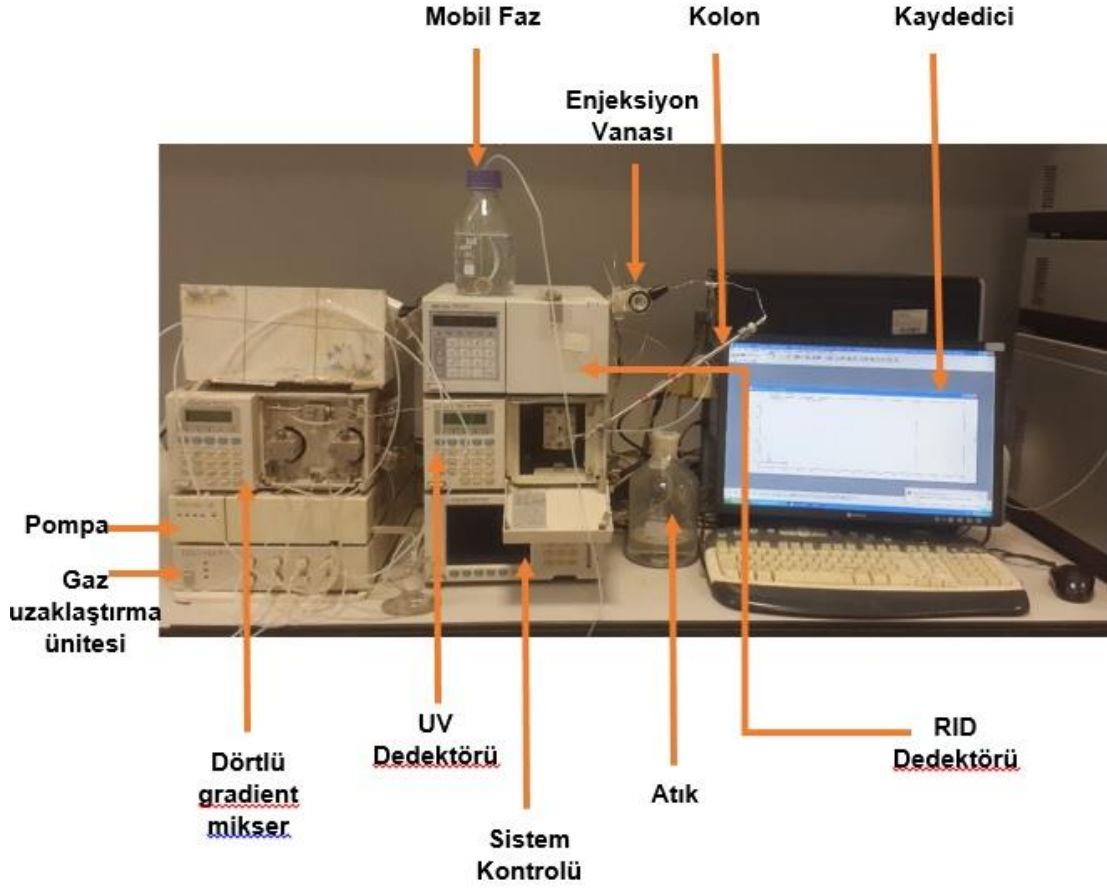 Mobil Faz
Kolon
Kaydedici
Enjeksiyon
Vanası
Pompa
Gaz
uzaklaştırma
ünitesi
UV
Dedektörü
RID
Dedektörü
Dörtlü
gradient
mikser
Atık
Sistem
Kontrolü